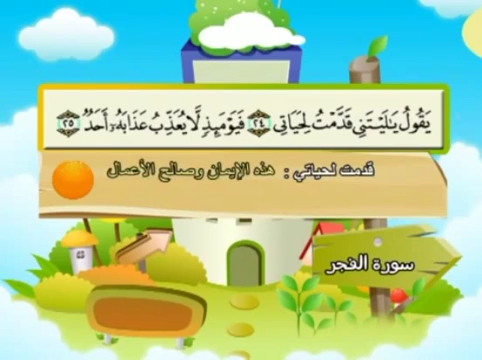 يَقُولُ يَٰلَيْتَنِي قَدَّمْتُ لِحَيَاتِي ٢٤ فَيَوْمَئِذٍ لَّا يُعَذِّبُ عَذَابَهُۥٓ أَحَدٌ ٢٥
قدمت لحياتي : هذه الإيمان وصالح الأعمال
سورة الفجر